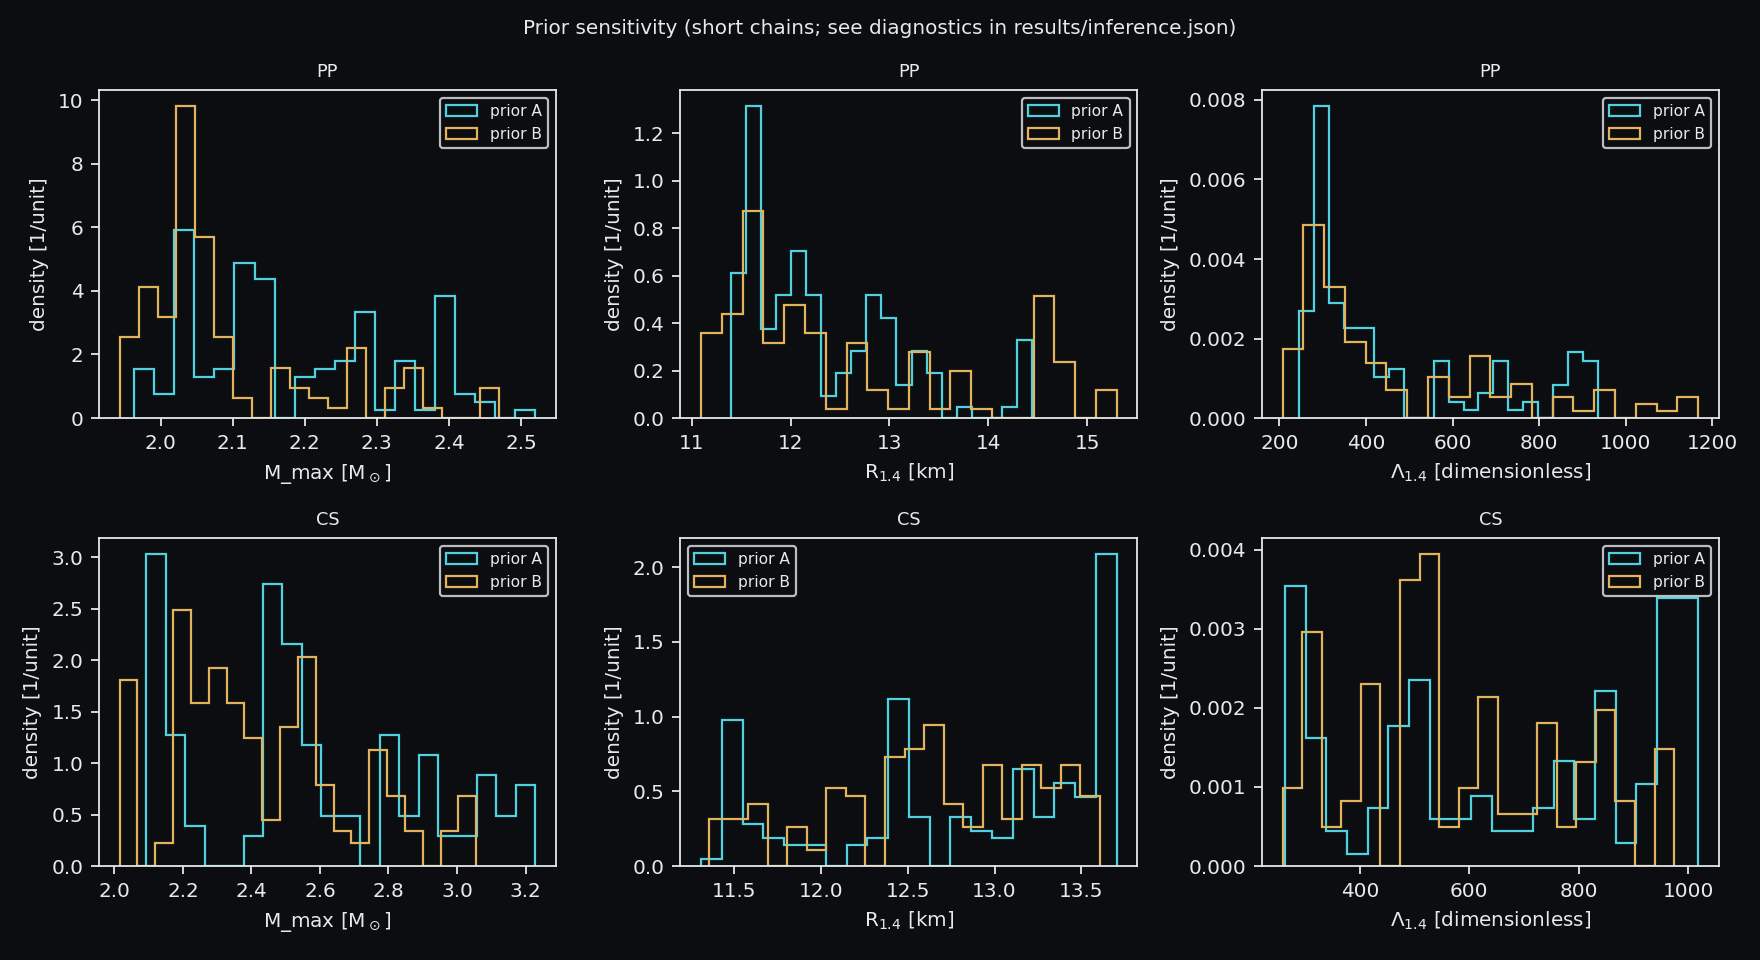 Prior sensitivity (short chains; see diagnostics in results/inference.json)
PP
prior A
prior B
density [1/unit]
0
2
4
6
8
10
2.0 2.1 2.2 2.3 2.4 2.5
M_max [M⊙]
PP
prior A
prior B
density [1/unit]
0.0
0.2
0.4
0.6
0.8
1.0
1.2
11 12 13 14 15
R₁.₄ [km]
PP
prior A
prior B
density [1/unit]
0.000
0.002
0.004
0.006
0.008
200 400 600 800 1000 1200
Λ₁.₄ [dimensionless]
CS
prior A
prior B
density [1/unit]
0.0
0.5
1.0
1.5
2.0
2.5
3.0
2.0 2.2 2.4 2.6 2.8 3.0 3.2
M_max [M⊙]
CS
prior A
prior B
density [1/unit]
0.0
0.5
1.0
1.5
2.0
11.5 12.0 12.5 13.0 13.5
R₁.₄ [km]
CS
prior A
prior B
density [1/unit]
0.000
0.001
0.002
0.003
0.004
400 600 800 1000
Λ₁.₄ [dimensionless]